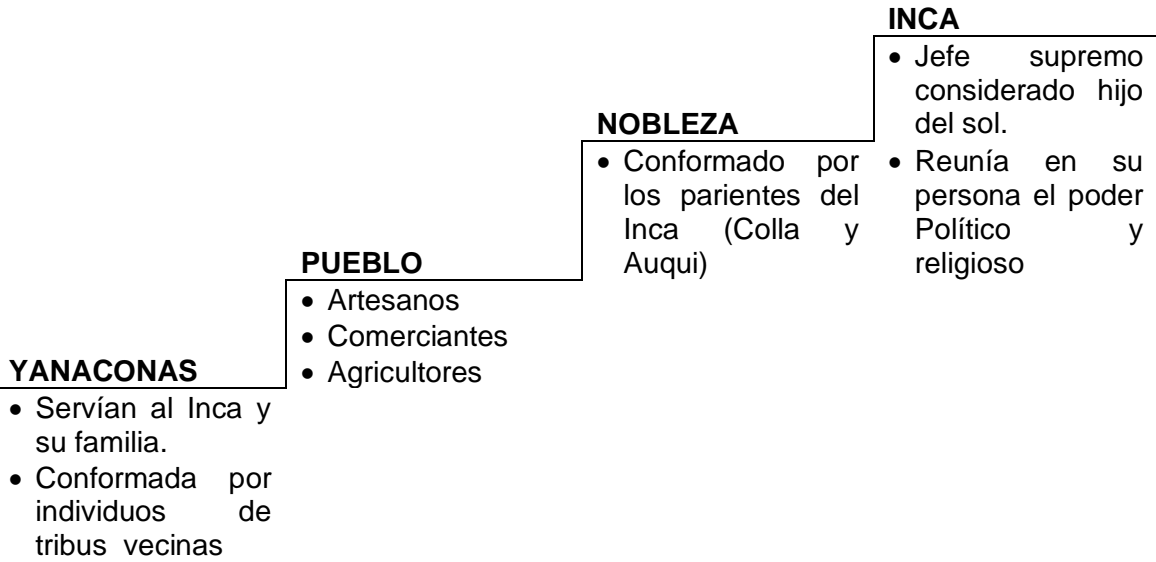 INCA
• Jefe supremo
considerado hijo
del sol.
• Reunía en su
persona el poder
Político y
religioso
NOBLEZA
• Conformado por
los parientes del
Inca (Colla y
Auqui)
PUEBLO
• Artesanos
• Comerciantes
• Agricultores
YANACONAS
• Servían al Inca y
su familia.
• Conformada por
individuos de
tribus vecinas